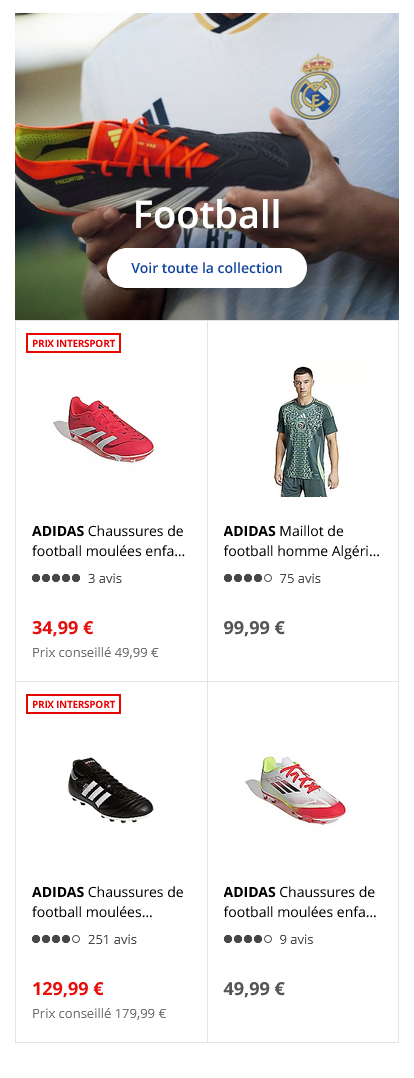 PREDATOR
Football
Voir toute la collection
PRIX INTERSPORT
ADIDAS Chaussures de
football moulées enfa...
3 avis
34,99 €
Prix conseillé 49,99 €
ADIDAS Maillot de
football homme Algéri...
75 avis
99,99 €
PRIX INTERSPORT
ADIDAS Chaussures de
football moulées...
251 avis
129,99 €
Prix conseillé 179,99 €
ADIDAS Chaussures de
football moulées enfa...
9 avis
49,99 €